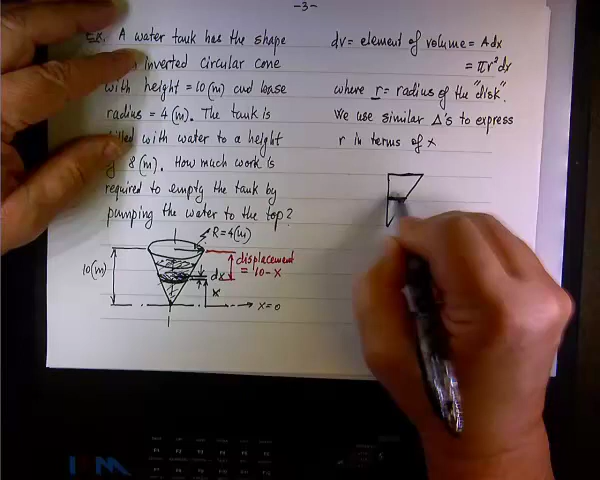 -3-
Ex. A water tank has the shape
inverted circular cone
with height = 10(m) and base
radius = 4(m). The tank is
filled with water to a height
of 8(m). How much work is
required to empty the tank by
pumping the water to the top?
R=4(m)
10(m)
displacement
= 10-x
dx
r
x
x=0
dv = element of volume = Adx
= πr²dx
where r = radius of the "disk".
We use similar Δ's to express
r in terms of x
IBM